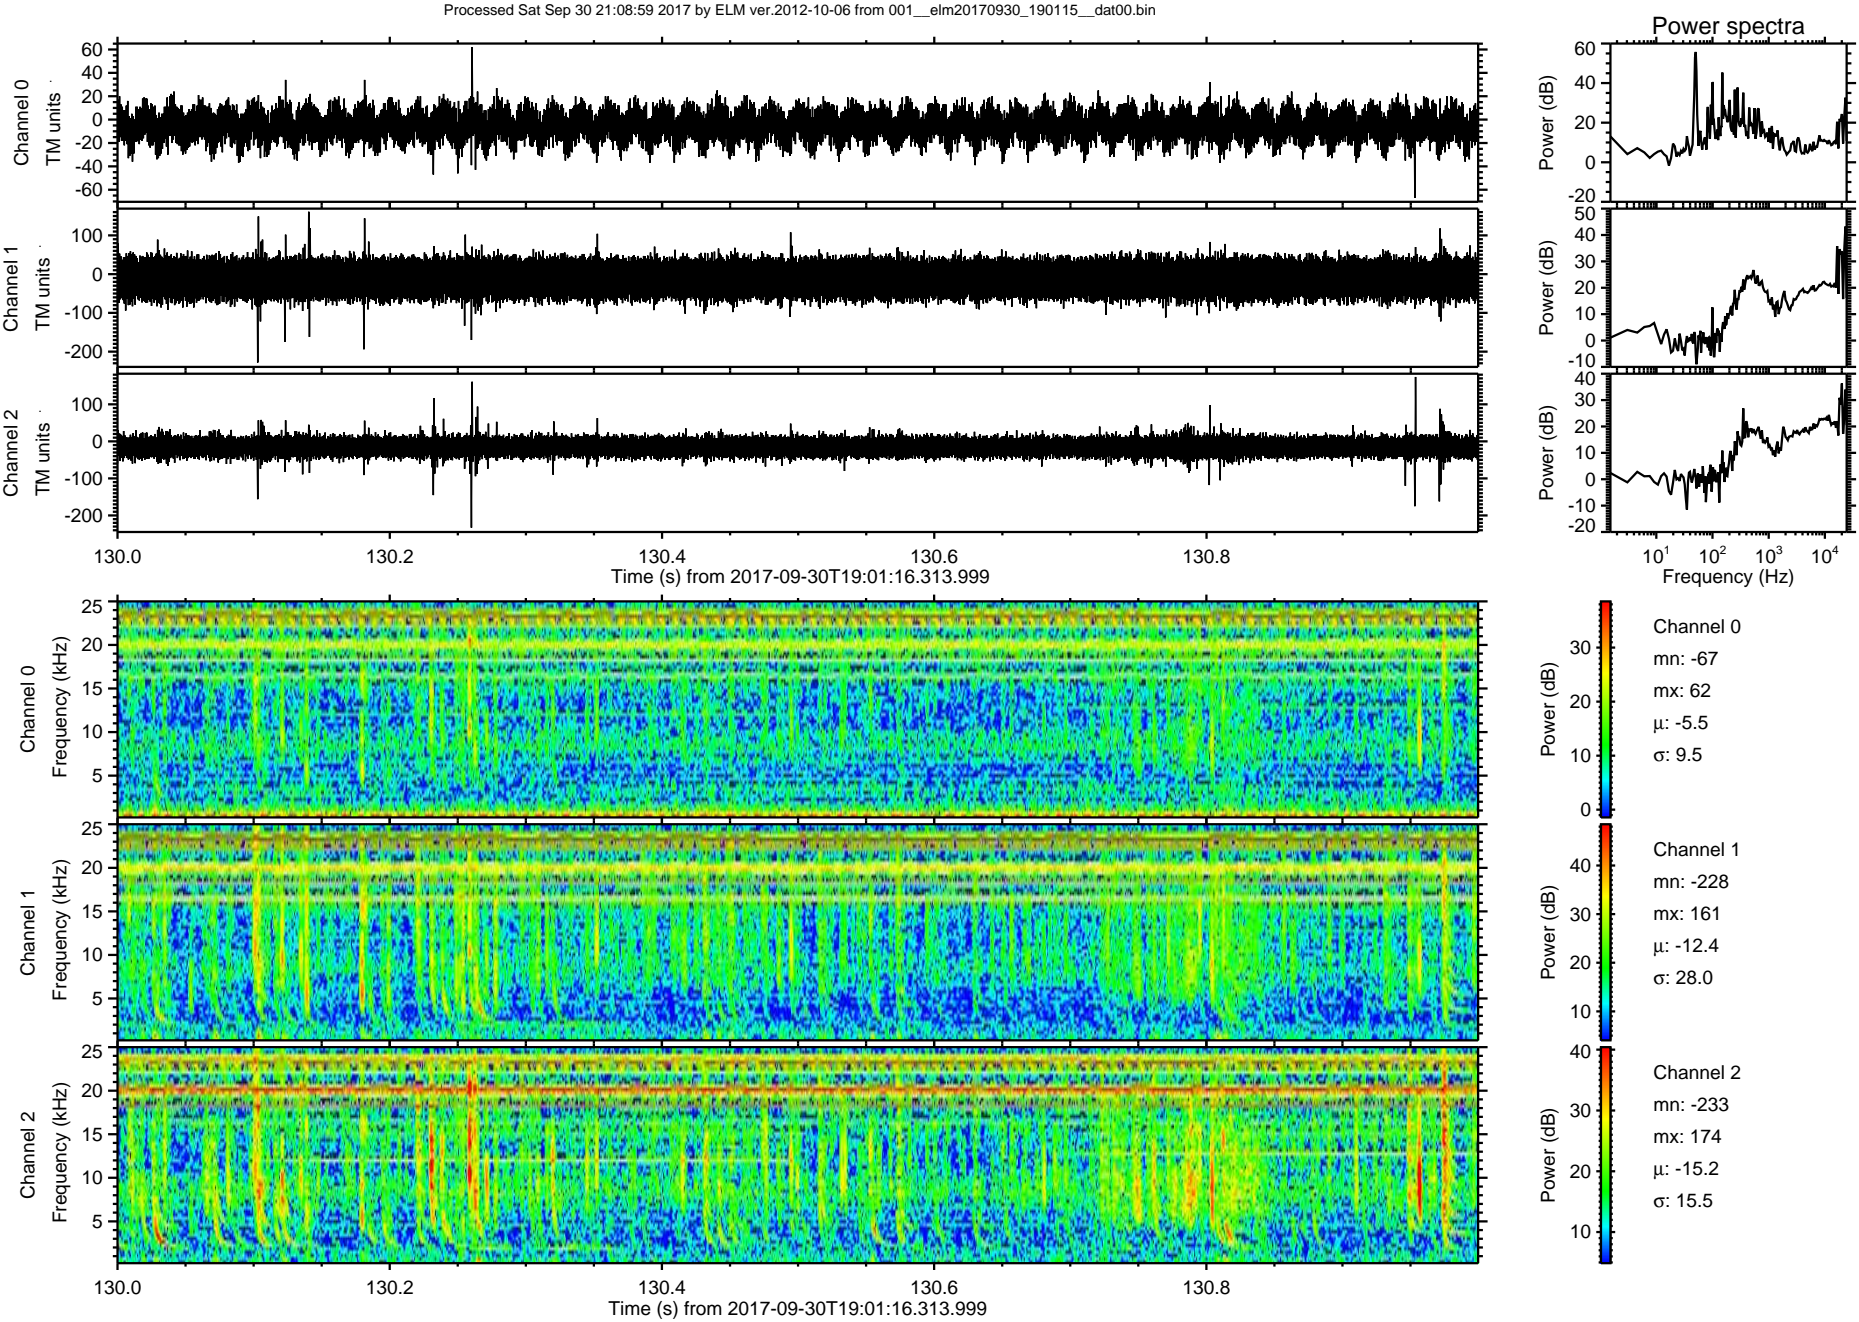 Processed Sat Sep 30 21:08:59 2017 by ELM ver.2012-10-06 from 001__elm20170930_190115__dat00.bin
Power spectra
Channel 0
TM units
60
40
20
0
-20
-40
-60
Power (dB)
60
40
20
0
-20
Channel 1
TM units
100
0
-100
-200
Power (dB)
50
40
30
20
10
0
-10
Channel 2
TM units
100
0
-100
-200
Power (dB)
40
30
20
10
0
-10
-20
130.0 130.2 130.4 130.6 130.8
Time (s) from 2017-09-30T19:01:16.313.999
10¹ 10² 10³ 10⁴
Frequency (Hz)
Channel 0
Frequency (kHz)
25
20
15
10
5
Power (dB)
30
20
10
0
Channel 0
mn: -67
mx: 62
μ: -5.5
σ: 9.5
Channel 1
Frequency (kHz)
25
20
15
10
5
Power (dB)
40
30
20
10
Channel 1
mn: -228
mx: 161
μ: -12.4
σ: 28.0
Channel 2
Frequency (kHz)
25
20
15
10
5
Power (dB)
40
30
20
10
Channel 2
mn: -233
mx: 174
μ: -15.2
σ: 15.5
130.0 130.2 130.4 130.6 130.8
Time (s) from 2017-09-30T19:01:16.313.999